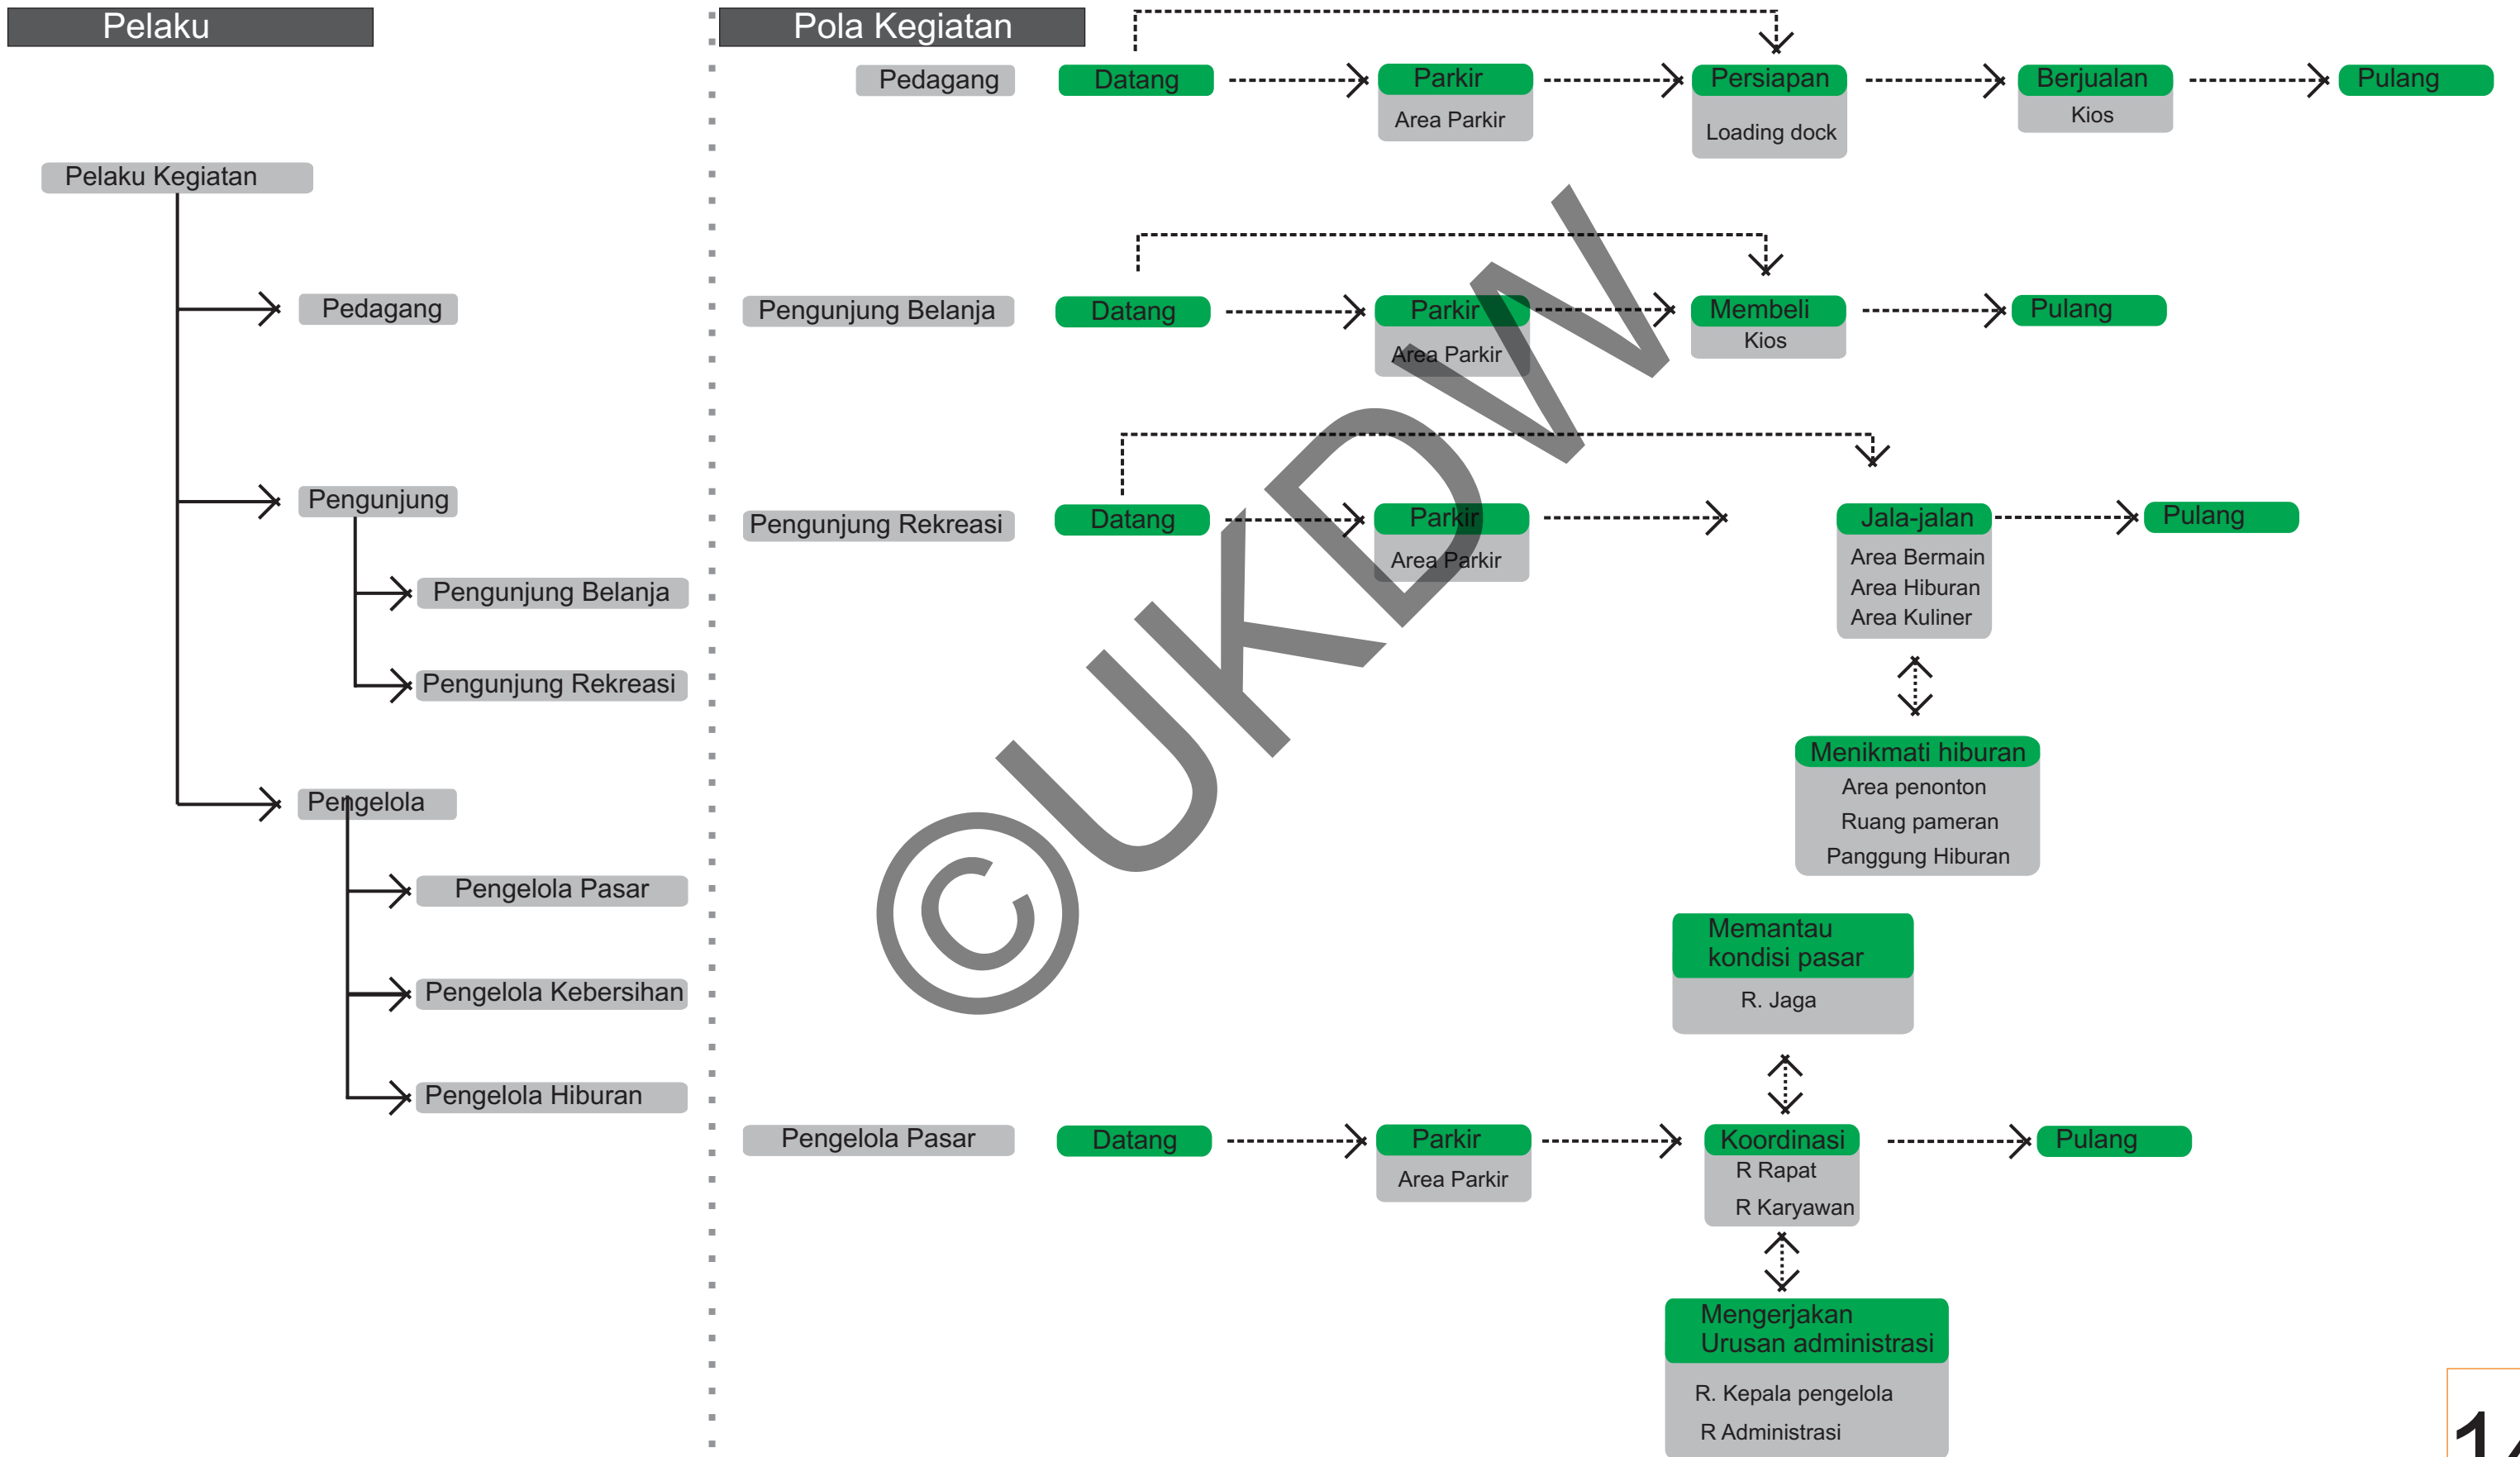 Pelaku
Pelaku Kegiatan
Pedagang
Pengunjung
Pengunjung Belanja
Pengunjung Rekreasi
Pengelola
Pengelola Pasar
Pengelola Kebersihan
Pengelola Hiburan
Pola Kegiatan
Pedagang
Datang
Parkir
Area Parkir
Persiapan
Loading dock
Berjualan
Kios
Pulang
Pengunjung Belanja
Datang
Parkir
Area Parkir
Membeli
Kios
Pulang
Pengunjung Rekreasi
Datang
Parkir
Area Parkir
Jala-jalan
Area Bermain
Area Hiburan
Area Kuliner
Pulang
Menikmati hiburan
Area penonton
Ruang pameran
Panggung Hiburan
Memantau
kondisi pasar
R. Jaga
Pengelola Pasar
Datang
Parkir
Area Parkir
Koordinasi
R Rapat
R Karyawan
Pulang
Mengerjakan
Urusan administrasi
R. Kepala pengelola
R Administrasi
©UKDW